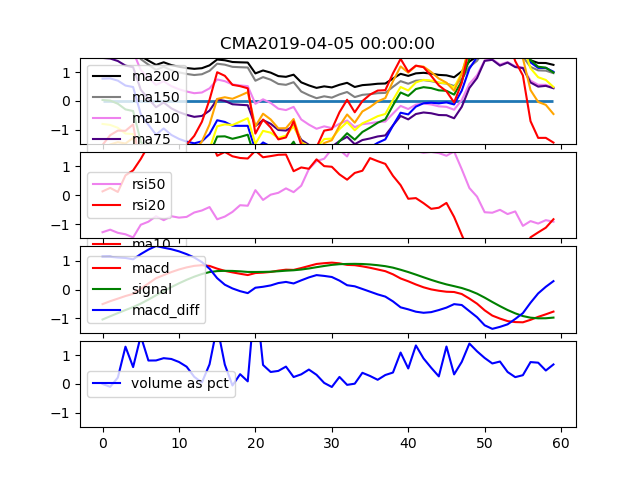 CMA2019-04-05 00:00:00
1
0
−1
ma200
ma150
ma100
ma75
1
0
−1
rsi50
rsi20
ma10
1
0
−1
macd
signal
macd_diff
1
0
−1
volume as pct
0 10 20 30 40 50 60